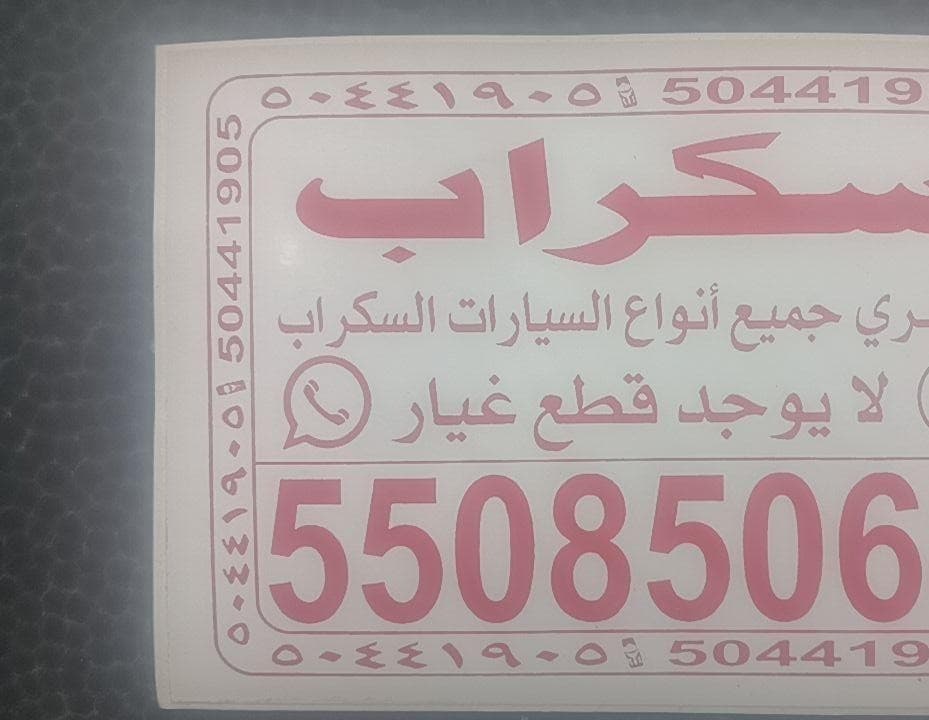 ٥٠٤٤١٩٠٥ 504419
50441905 ٥٠٤٤١٩٠٥
سكراب
ري جميع أنواع السيارات السكراب
لا يوجد قطع غيار
5508506
٥٠٤٤١٩٠٥ 504419